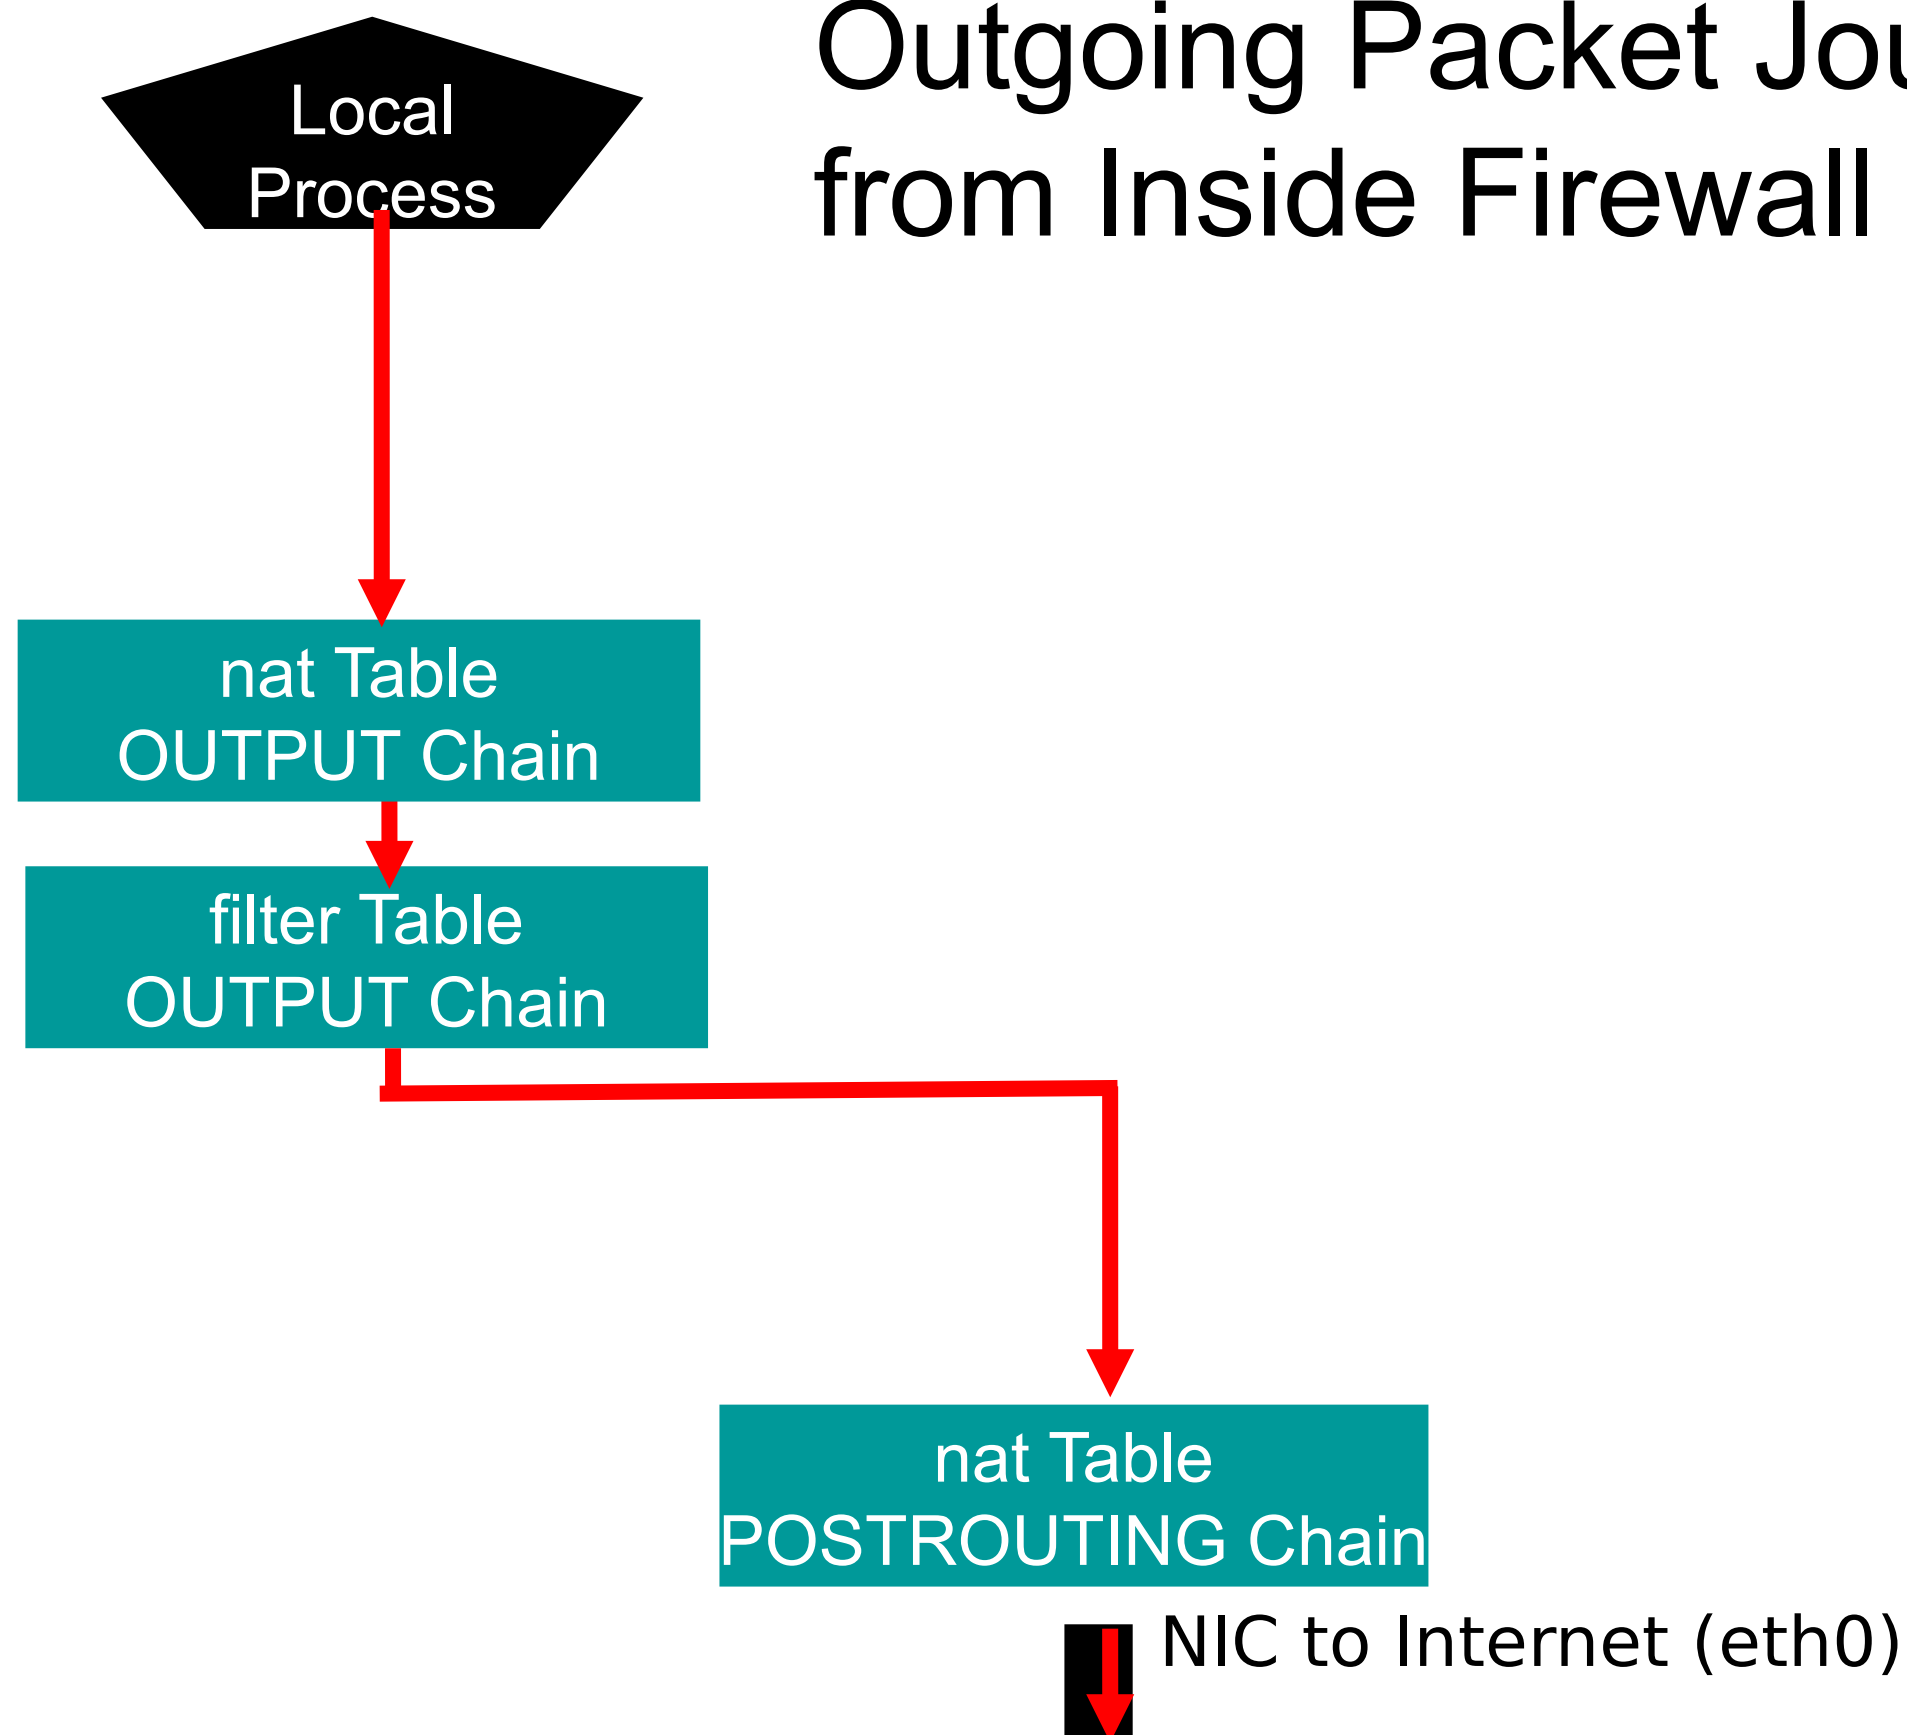 Outgoing Packet
from Inside Firewall
Local
Process
nat Table
OUTPUT Chain
filter Table
OUTPUT Chain
nat Table
POSTROUTING Chain
NIC to Internet (eth0)